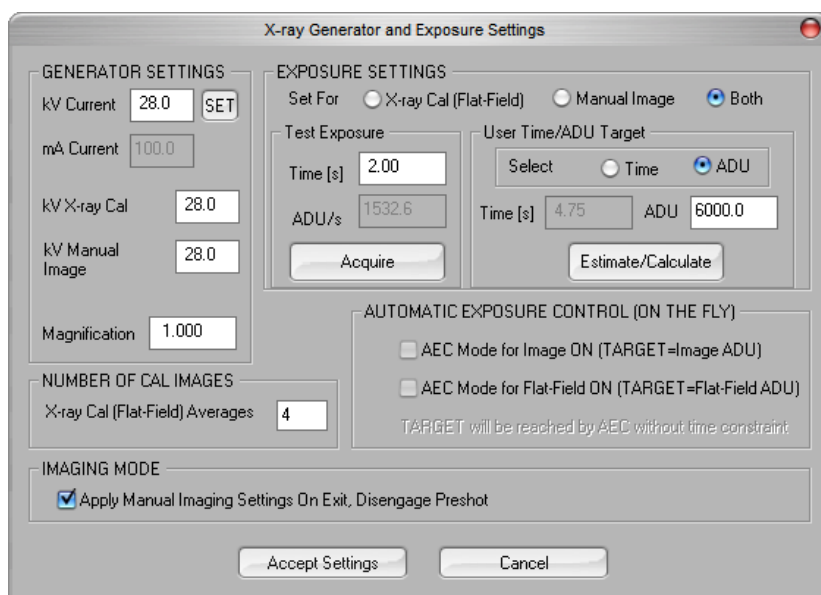 X-ray Generator and Exposure Settings
GENERATOR SETTINGS
kV Current 28.0 SET
mA Current 100.0
kV X-ray Cal 28.0
kV Manual Image 28.0
Magnification 1.000
EXPOSURE SETTINGS
Set For X-ray Cal (Flat-Field) Manual Image Both
Test Exposure
Time [s] 2.00
ADU/s 1532.6
Acquire
User Time/ADU Target
Select Time ADU
Time [s] 4.75 ADU 6000.0
Estimate/Calculate
AUTOMATIC EXPOSURE CONTROL (ON THE FLY)
AEC Mode for Image ON (TARGET=Image ADU)
AEC Mode for Flat-Field ON (TARGET=Flat-Field ADU)
TARGET will be reached by AEC without time constraint
NUMBER OF CAL IMAGES
X-ray Cal (Flat-Field) Averages 4
IMAGING MODE
Apply Manual Imaging Settings On Exit, Disengage Preshot
Accept Settings Cancel